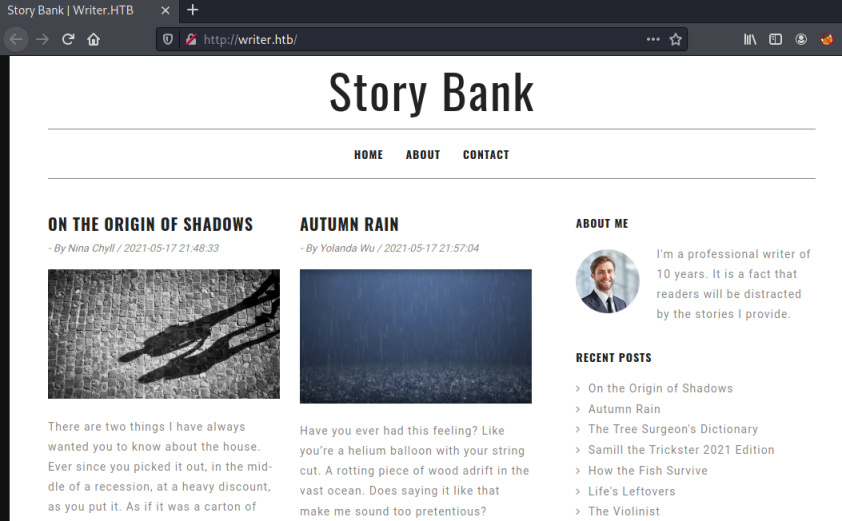 Story Bank | Writer.HTB
http://writer.htb/
Story Bank
HOME ABOUT CONTACT
ON THE ORIGIN OF SHADOWS
- By Nina Chyll / 2021-05-17 21:48:33
There are two things I have always
wanted you to know about the house.
Ever since you picked it out, in the mid-
dle of a recession, at a heavy discount,
as you put it. As if it was a carton of
AUTUMN RAIN
- By Yolanda Wu / 2021-05-17 21:57:04
Have you ever had this feeling? Like
you're a helium balloon with your string
cut. A rotting piece of wood adrift in the
vast ocean. Does saying it like that
make me sound too pretentious?
ABOUT ME
I'm a professional writer of
10 years. It is a fact that
readers will be distracted
by the stories I provide.
RECENT POSTS
On the Origin of Shadows
Autumn Rain
The Tree Surgeon's Dictionary
Samill the Trickster 2021 Edition
How the Fish Survive
Life's Leftovers
The Violinist